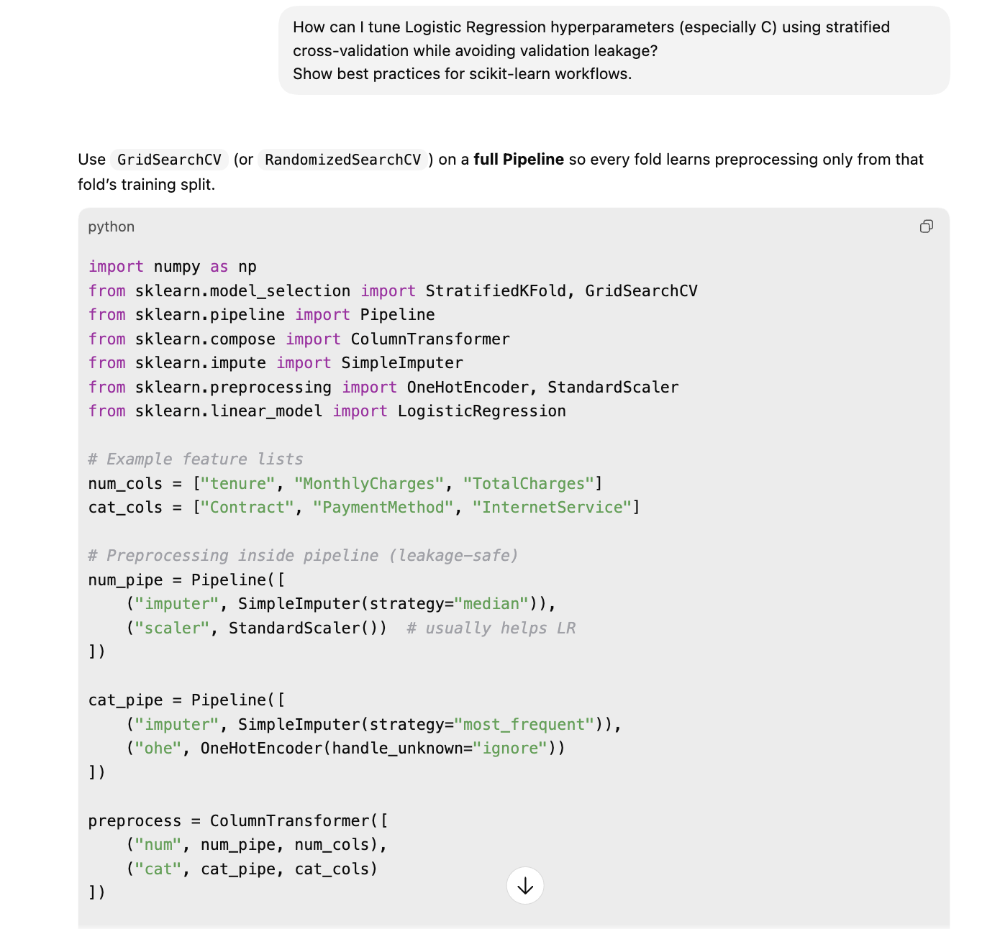 How can I tune Logistic Regression hyperparameters (especially C) using stratified
cross-validation while avoiding validation leakage?
Show best practices for scikit-learn workflows.
Use GridSearchCV (or RandomizedSearchCV) on a full Pipeline so every fold learns preprocessing only from that
fold’s training split.
python
import numpy as np
from sklearn.model_selection import StratifiedKFold, GridSearchCV
from sklearn.pipeline import Pipeline
from sklearn.compose import ColumnTransformer
from sklearn.impute import SimpleImputer
from sklearn.preprocessing import OneHotEncoder, StandardScaler
from sklearn.linear_model import LogisticRegression

# Example feature lists
num_cols = ["tenure", "MonthlyCharges", "TotalCharges"]
cat_cols = ["Contract", "PaymentMethod", "InternetService"]

# Preprocessing inside pipeline (leakage-safe)
num_pipe = Pipeline([
    ("imputer", SimpleImputer(strategy="median")),
    ("scaler", StandardScaler())  # usually helps LR
])

cat_pipe = Pipeline([
    ("imputer", SimpleImputer(strategy="most_frequent")),
    ("ohe", OneHotEncoder(handle_unknown="ignore"))
])

preprocess = ColumnTransformer([
    ("num", num_pipe, num_cols),
    ("cat", cat_pipe, cat_cols)
])